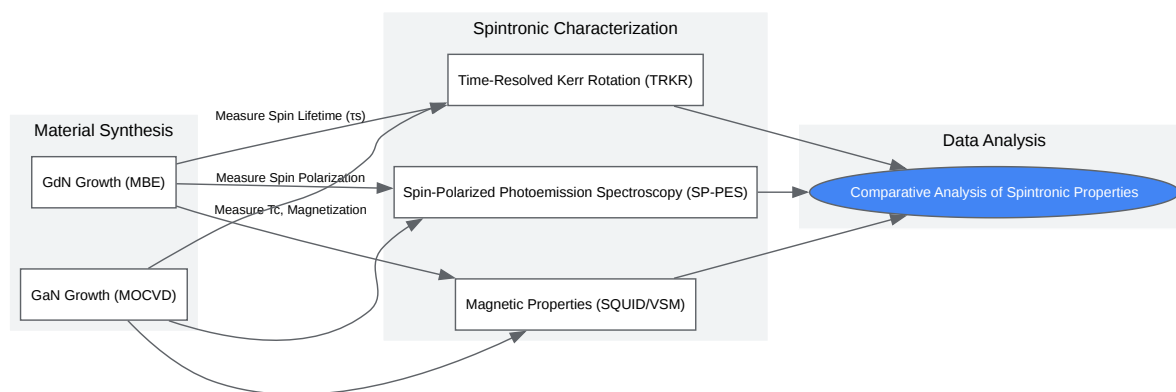 Spintronic Characterization
Time-Resolved Kerr Rotation (TRKR)
Measure Spin Lifetime (τs)
Material Synthesis
Data Analysis
GdN Growth (MBE)
Measure Spin Polarization
Spin-Polarized Photoemission Spectroscopy (SP-PES)
Comparative Analysis of Spintronic Properties
Measure Tc, Magnetization
GaN Growth (MOCVD)
Magnetic Properties (SQUID/VSM)